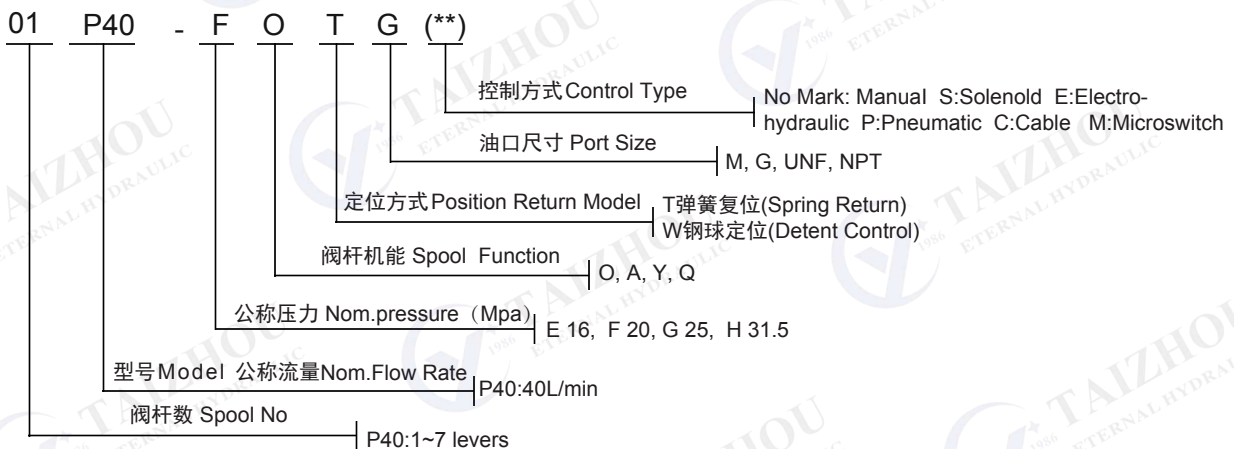 01 P40 - F O T G (**)
控制方式Control Type
No Mark: Manual S:Solenold E:Electro-
hydraulic P:Pneumatic C:Cable M:Microswitch
油口尺寸 Port Size
M, G, UNF, NPT
定位方式Position Return Model
T弹簧复位(Spring Return)
W钢球定位(Detent Control)
阀杆机能 Spool Function
O, A, Y, Q
公称压力 Nom.pressure（Mpa）
E 16, F 20, G 25, H 31.5
型号Model 公称流量Nom.Flow Rate
P40:40L/min
阀杆数 Spool No
P40:1~7 levers
TAIZHOU
ETERNAL HYDRAULIC
1986